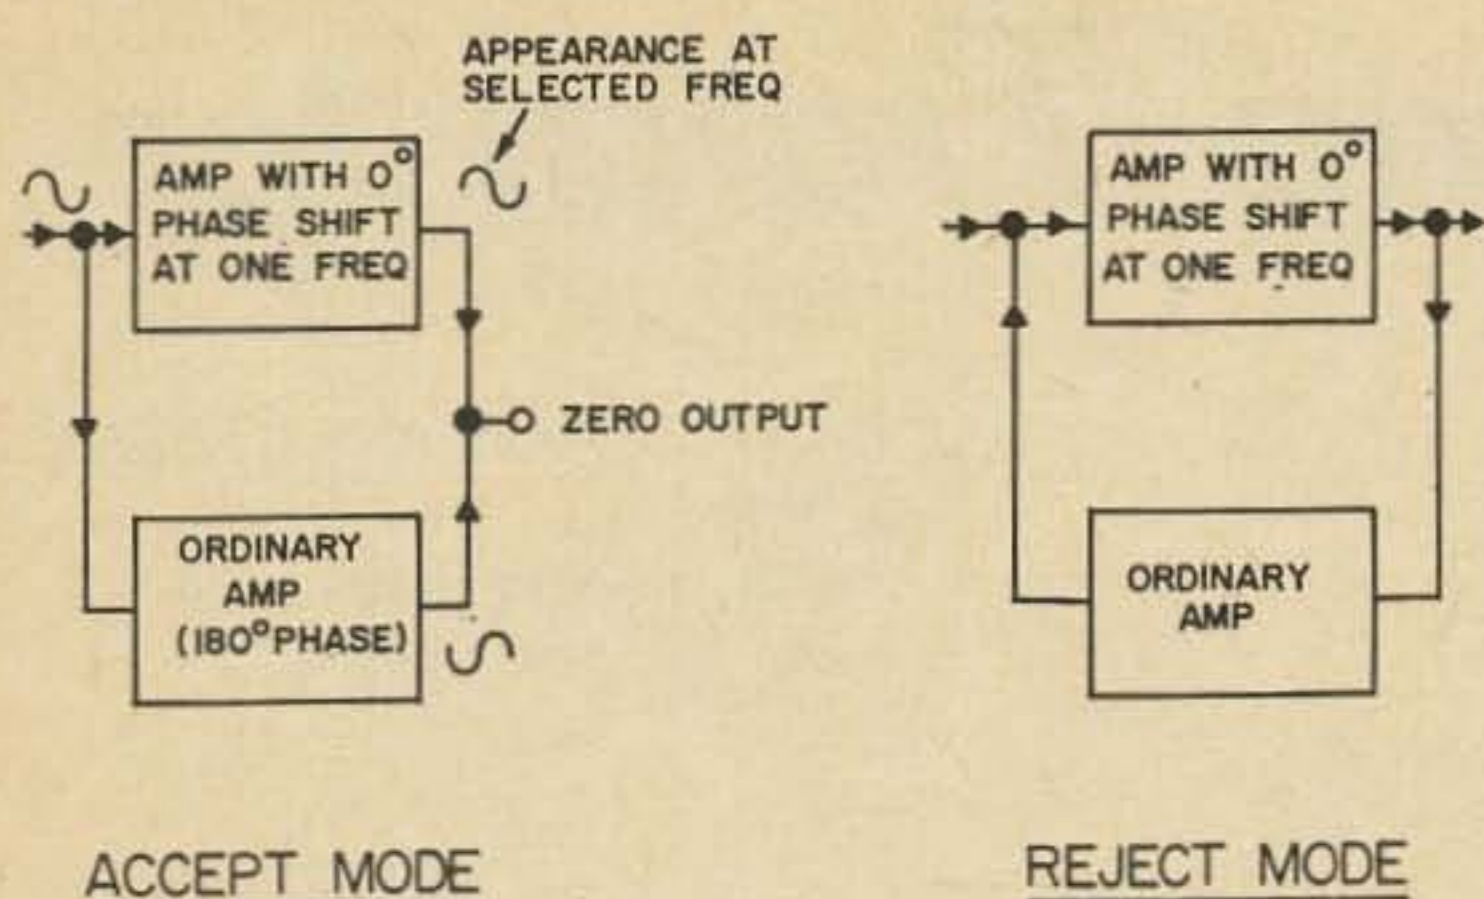 APPEARANCE AT
SELECTED FREQ
AMP WITH 0°
PHASE SHIFT
AT ONE FREQ
ZERO OUTPUT
ORDINARY
AMP
(180° PHASE)
ACCEPT MODE
AMP WITH 0°
PHASE SHIFT
AT ONE FREQ
ORDINARY
AMP
REJECT MODE